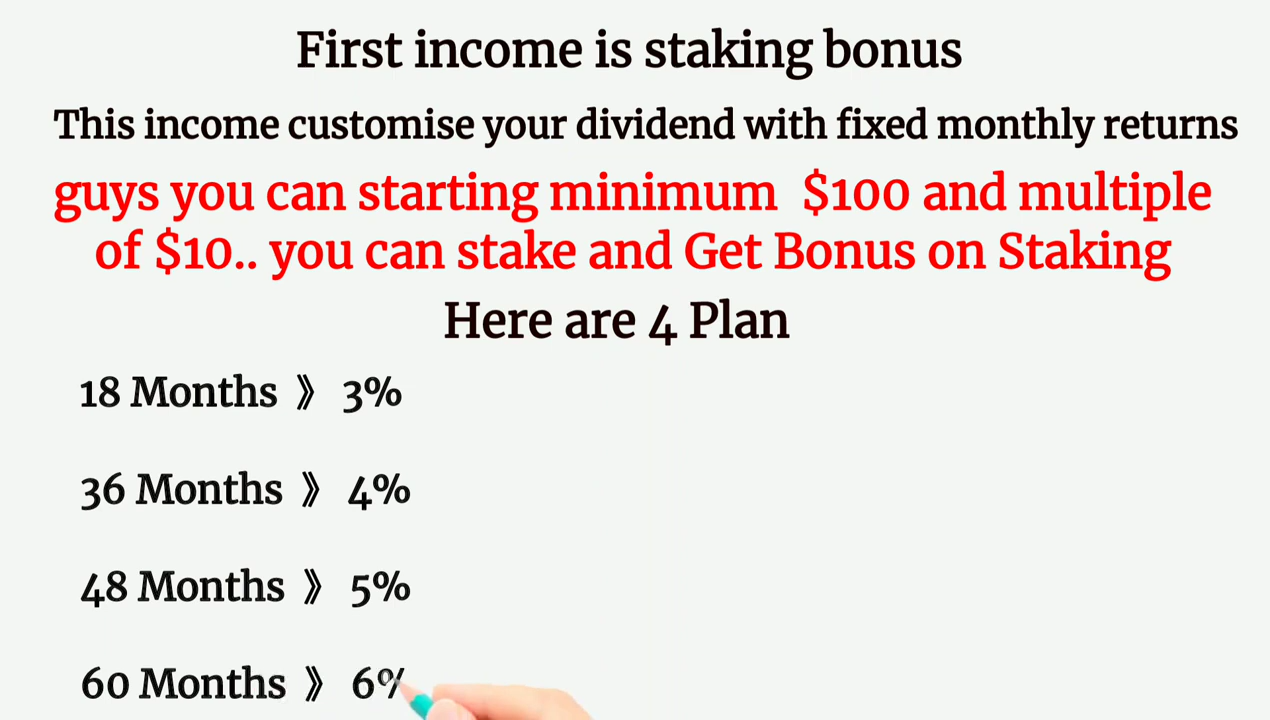 First income is staking bonus
This income customise your dividend with fixed monthly returns
guys you can starting minimum $100 and multiple
of $10.. you can stake and Get Bonus on Staking
Here are 4 Plan
18 Months 》 3%
36 Months 》 4%
48 Months 》 5%
60 Months 》 6%